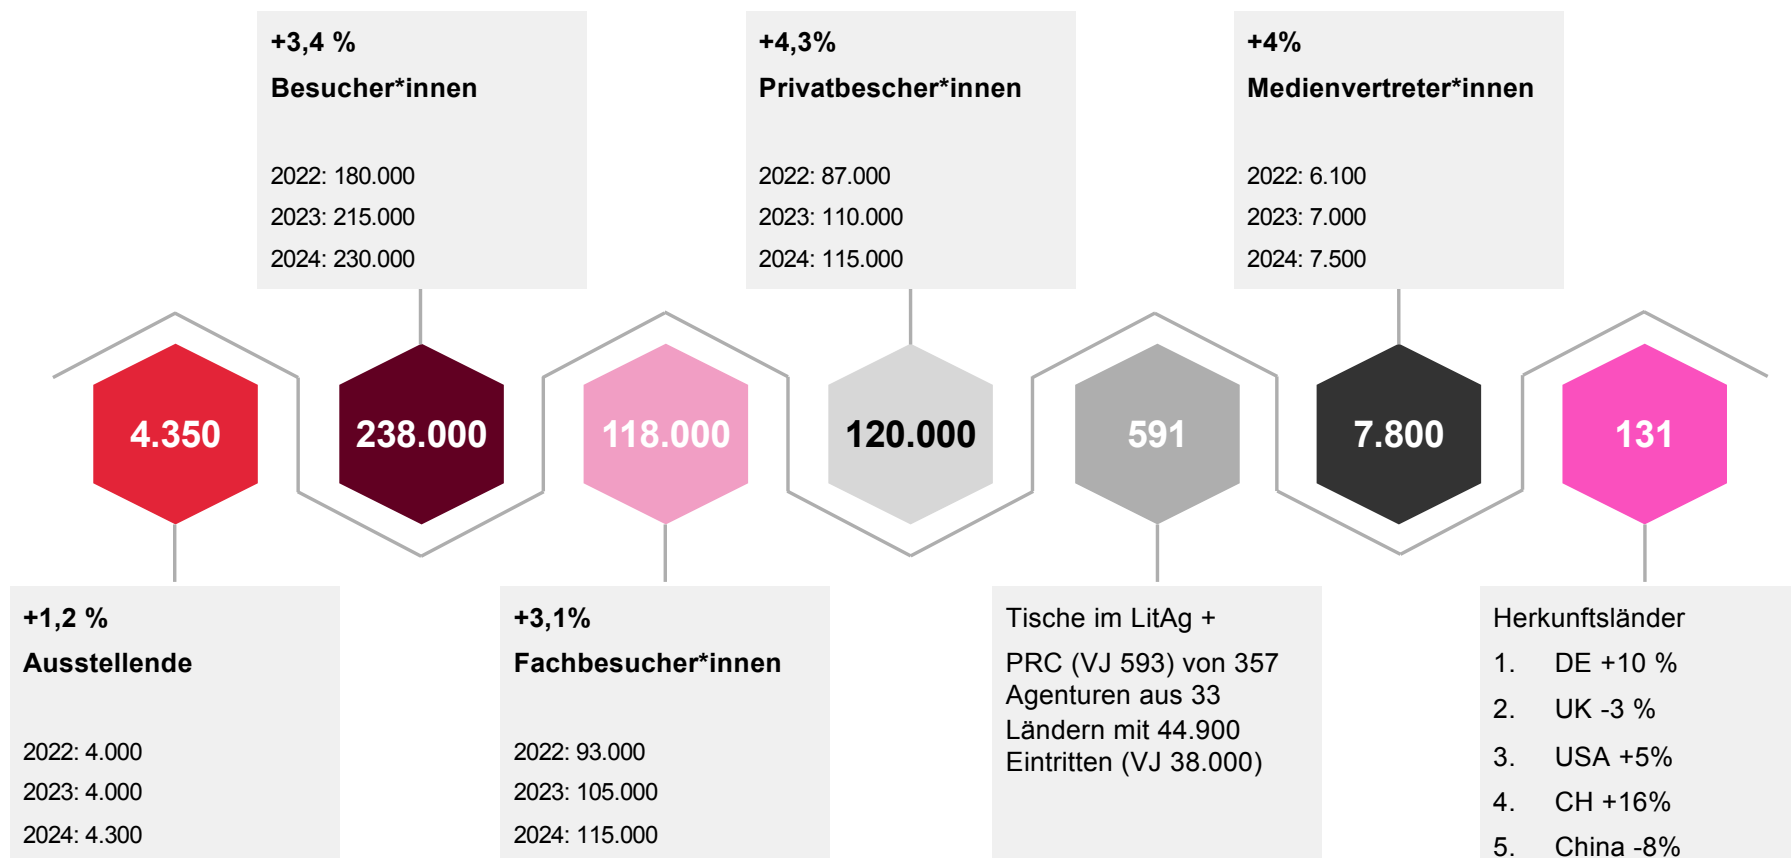 +3,4 %
Besucher*innen
2022: 180.000
2023: 215.000
2024: 230.000
+4,3%
Privatbescher*innen
2022: 87.000
2023: 110.000
2024: 115.000
+4%
Medienvertreter*innen
2022: 6.100
2023: 7.000
2024: 7.500
4.350
238.000
118.000
120.000
591
7.800
131
+1,2 %
Ausstellende
2022: 4.000
2023: 4.000
2024: 4.300
+3,1%
Fachbesucher*innen
2022: 93.000
2023: 105.000
2024: 115.000
Tische im LitAg +
PRC (VJ 593) von 357
Agenturen aus 33
Ländern mit 44.900
Eintritten (VJ 38.000)
Herkunftsländer
1. DE +10 %
2. UK -3 %
3. USA +5%
4. CH +16%
5. China -8%